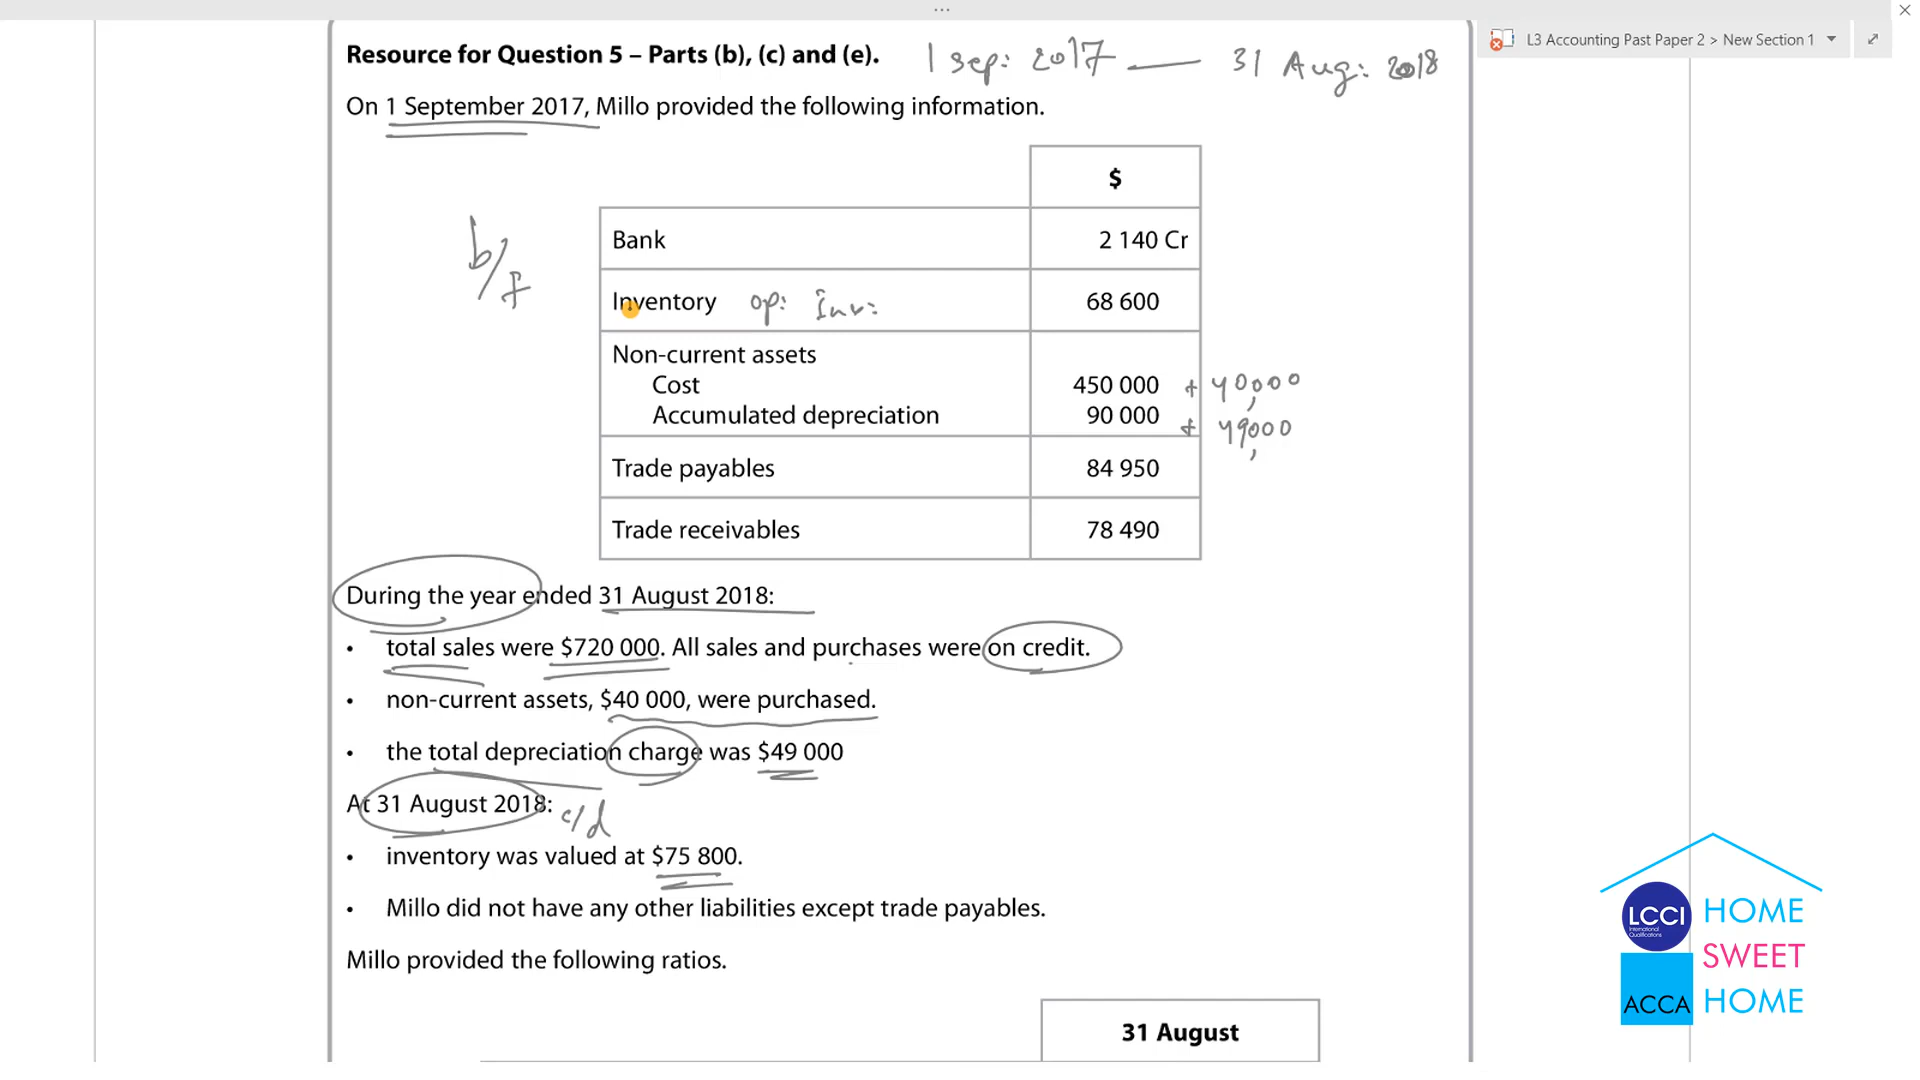 L3 Accounting Past Paper 2 > New Section 1
Resource for Question 5 – Parts (b), (c) and (e).
1 Sep: 2017 — 31 Aug: 2018
On 1 September 2017, Millo provided the following information.
$
b/f
Bank 2 140 Cr
Inventory op: Inv: 68 600
Non-current assets
Cost 450 000 + 40,000
Accumulated depreciation 90 000 + 49,000
Trade payables 84 950
Trade receivables 78 490
During the year ended 31 August 2018:
• total sales were $720 000. All sales and purchases were on credit.
• non-current assets, $40 000, were purchased.
• the total depreciation charge was $49 000
At 31 August 2018: c/d
• inventory was valued at $75 800.
• Millo did not have any other liabilities except trade payables.
Millo provided the following ratios.
31 August
LCCI
International
Qualifications
ACCA
HOME
SWEET
HOME